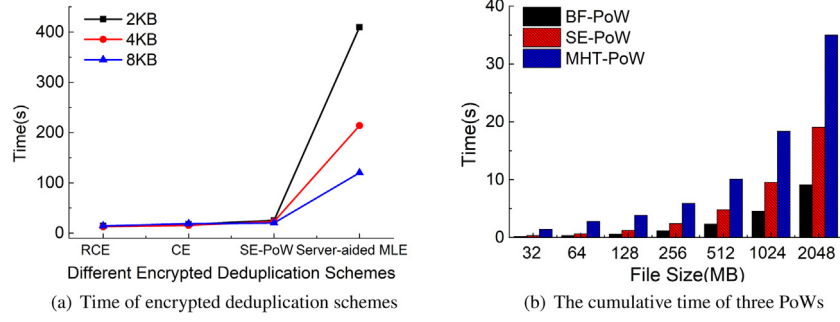 400
300
200
100
0
Time(s)
2KB
4KB
8KB
RCE CE SE-PoW Server-aided MLE
Different Encrypted Deduplication Schemes
(a) Time of encrypted deduplication schemes
40
30
20
10
0
Time(s)
BF-PoW
SE-PoW
MHT-PoW
32 64 128 256 512 1024 2048
File Size(MB)
(b) The cumulative time of three PoWs